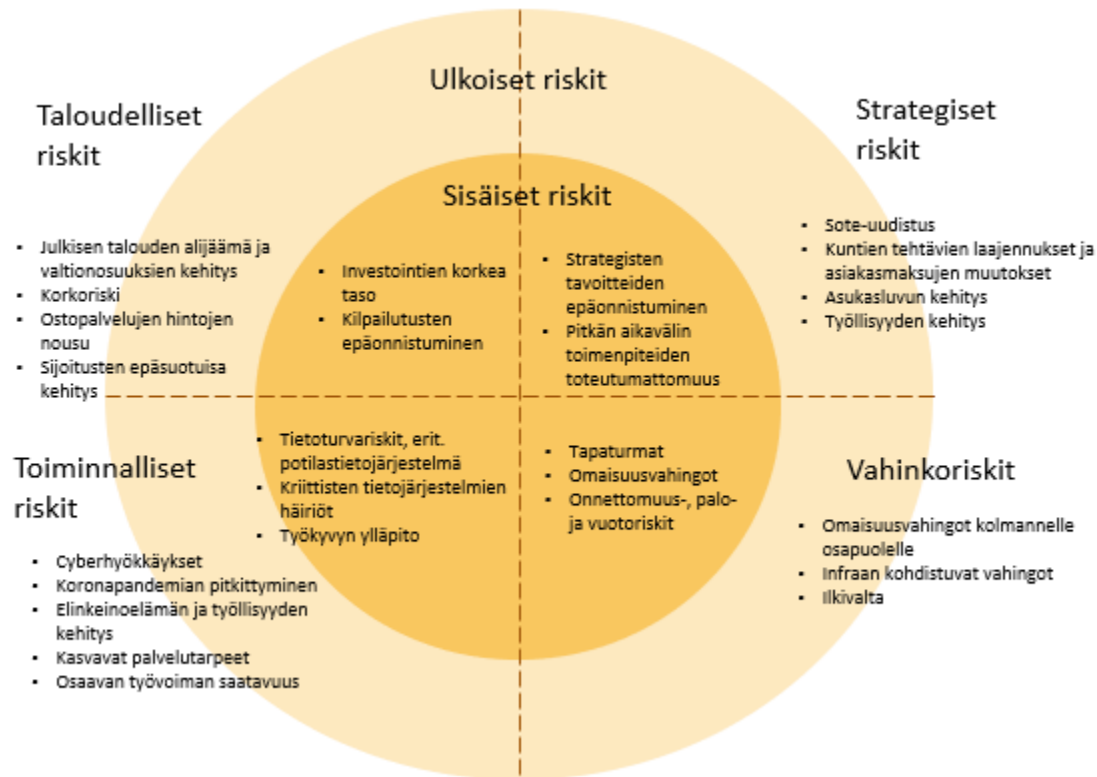 Ulkoiset riskit
Taloudelliset
riskit
Strategiset
riskit
Sisäiset riskit
▪ Julkisen talouden alijäämä ja
valtionosuuksien kehitys
▪ Korkoriski
▪ Ostopalvelujen hintojen
nousu
▪ Sijoitusten epäsuotuisa
kehitys
▪ Investointien korkea
taso
▪ Kilpailutusten
epäonnistuminen
▪ Strategisten
tavoitteiden
epäonnistuminen
▪ Pitkän aikavälin
toimenpiteiden
toteutumattomuus
▪ Sote-uudistus
▪ Kuntien tehtävien laajennukset ja
asiakasmaksujen muutokset
▪ Asukasluvun kehitys
▪ Työllisyyden kehitys
Toiminnalliset
riskit
▪ Tietoturvariskit, erit.
potilastietojärjestelmä
▪ Kriittisten tietojärjestelmien
häiriöt
▪ Työkyvyn ylläpito
▪ Tapaturmat
▪ Omaisuusvahingot
▪ Onnettomuus-, palo-
ja vuotoriskit
Vahinkoriskit
▪ Cyberhyökkäykset
▪ Koronapandemian pitkittyminen
▪ Elinkeinoelämän ja työllisyyden
kehitys
▪ Kasvavat palvelutarpeet
▪ Osaavan työvoiman saatavuus
▪ Omaisuusvahingot kolmannelle
osapuolelle
▪ Infraan kohdistuvat vahingot
▪ Ilkivalta